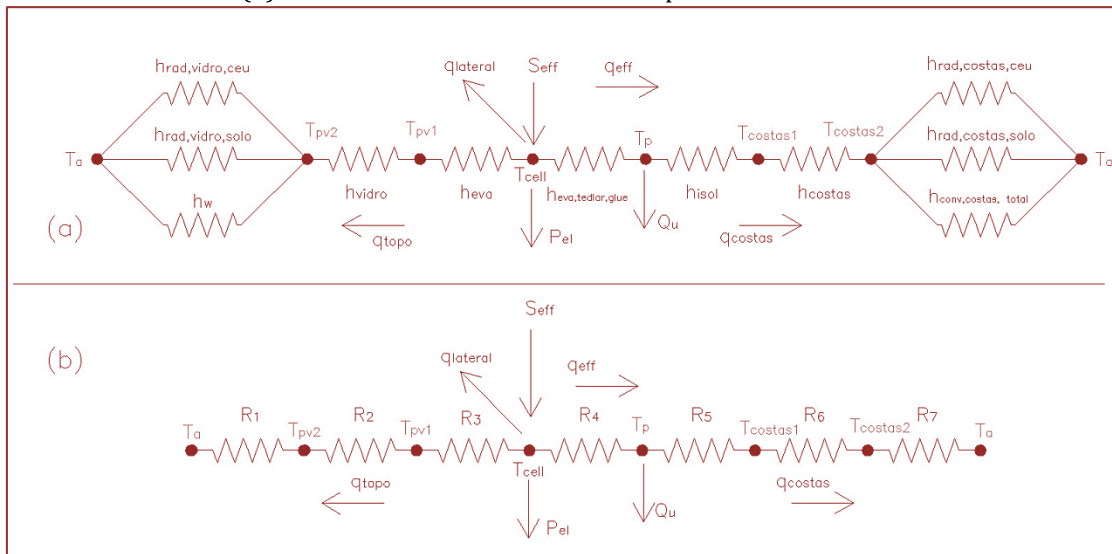 hrad,vidro,ceu
qlateral
Seff
qeff
hrad,costas,ceu
hrad,vidro,solo
Tpv2
Tpv1
Tp
Tcostas1
Tcostas2
hrad,costas,solo
Ta
Ta
hw
hvidro
heva
Tcell
heva,tedlar,glue
hisol
hcostas
hconv,costas, total
(a)
qtopo
Pel
Qu
qcostas
Seff
(b)
qlateral
qeff
Ta
R1
Tpv2
R2
Tpv1
R3
R4
Tp
R5
Tcostas1
R6
Tcostas2
R7
Ta
Tcell
qtopo
Pel
Qu
qcostas